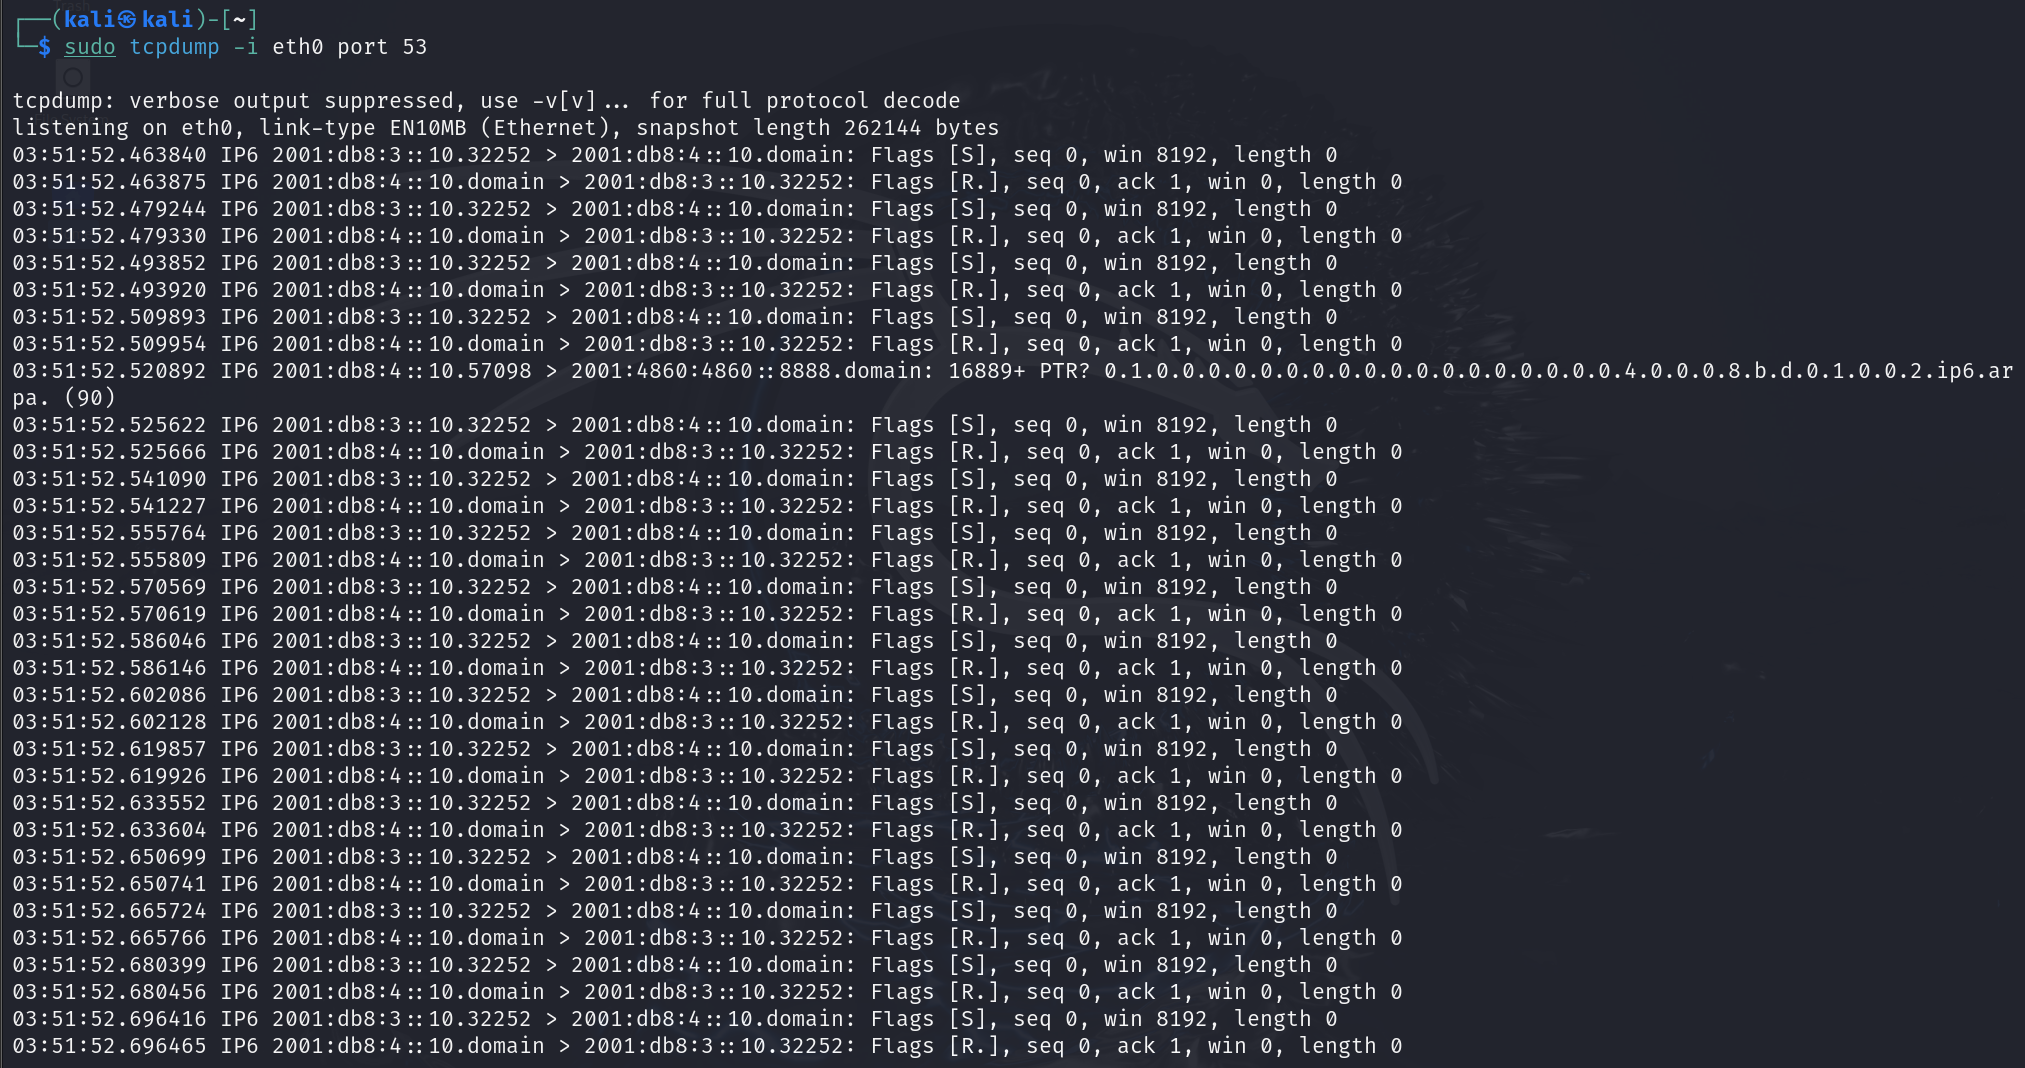 ┌──(kali㉿kali)-[~]
└─$ sudo tcpdump -i eth0 port 53
tcpdump: verbose output suppressed, use -v[v]... for full protocol decode
listening on eth0, link-type EN10MB (Ethernet), snapshot length 262144 bytes
03:51:52.463840 IP6 2001:db8:3::10.32252 > 2001:db8:4::10.domain: Flags [S], seq 0, win 8192, length 0
03:51:52.463875 IP6 2001:db8:4::10.domain > 2001:db8:3::10.32252: Flags [R.], seq 0, ack 1, win 0, length 0
03:51:52.479244 IP6 2001:db8:3::10.32252 > 2001:db8:4::10.domain: Flags [S], seq 0, win 8192, length 0
03:51:52.479330 IP6 2001:db8:4::10.domain > 2001:db8:3::10.32252: Flags [R.], seq 0, ack 1, win 0, length 0
03:51:52.493852 IP6 2001:db8:3::10.32252 > 2001:db8:4::10.domain: Flags [S], seq 0, win 8192, length 0
03:51:52.493920 IP6 2001:db8:4::10.domain > 2001:db8:3::10.32252: Flags [R.], seq 0, ack 1, win 0, length 0
03:51:52.509893 IP6 2001:db8:3::10.32252 > 2001:db8:4::10.domain: Flags [S], seq 0, win 8192, length 0
03:51:52.509954 IP6 2001:db8:4::10.domain > 2001:db8:3::10.32252: Flags [R.], seq 0, ack 1, win 0, length 0
03:51:52.520892 IP6 2001:db8:4::10.57098 > 2001:4860:4860::8888.domain: 16889+ PTR? 0.1.0.0.0.0.0.0.0.0.0.0.0.0.0.0.0.0.0.0.4.0.0.0.8.b.d.0.1.0.0.2.ip6.ar
pa. (90)
03:51:52.525622 IP6 2001:db8:3::10.32252 > 2001:db8:4::10.domain: Flags [S], seq 0, win 8192, length 0
03:51:52.525666 IP6 2001:db8:4::10.domain > 2001:db8:3::10.32252: Flags [R.], seq 0, ack 1, win 0, length 0
03:51:52.541090 IP6 2001:db8:3::10.32252 > 2001:db8:4::10.domain: Flags [S], seq 0, win 8192, length 0
03:51:52.541227 IP6 2001:db8:4::10.domain > 2001:db8:3::10.32252: Flags [R.], seq 0, ack 1, win 0, length 0
03:51:52.555764 IP6 2001:db8:3::10.32252 > 2001:db8:4::10.domain: Flags [S], seq 0, win 8192, length 0
03:51:52.555809 IP6 2001:db8:4::10.domain > 2001:db8:3::10.32252: Flags [R.], seq 0, ack 1, win 0, length 0
03:51:52.570569 IP6 2001:db8:3::10.32252 > 2001:db8:4::10.domain: Flags [S], seq 0, win 8192, length 0
03:51:52.570619 IP6 2001:db8:4::10.domain > 2001:db8:3::10.32252: Flags [R.], seq 0, ack 1, win 0, length 0
03:51:52.586046 IP6 2001:db8:3::10.32252 > 2001:db8:4::10.domain: Flags [S], seq 0, win 8192, length 0
03:51:52.586146 IP6 2001:db8:4::10.domain > 2001:db8:3::10.32252: Flags [R.], seq 0, ack 1, win 0, length 0
03:51:52.602086 IP6 2001:db8:3::10.32252 > 2001:db8:4::10.domain: Flags [S], seq 0, win 8192, length 0
03:51:52.602128 IP6 2001:db8:4::10.domain > 2001:db8:3::10.32252: Flags [R.], seq 0, ack 1, win 0, length 0
03:51:52.619857 IP6 2001:db8:3::10.32252 > 2001:db8:4::10.domain: Flags [S], seq 0, win 8192, length 0
03:51:52.619926 IP6 2001:db8:4::10.domain > 2001:db8:3::10.32252: Flags [R.], seq 0, ack 1, win 0, length 0
03:51:52.633552 IP6 2001:db8:3::10.32252 > 2001:db8:4::10.domain: Flags [S], seq 0, win 8192, length 0
03:51:52.633604 IP6 2001:db8:4::10.domain > 2001:db8:3::10.32252: Flags [R.], seq 0, ack 1, win 0, length 0
03:51:52.650699 IP6 2001:db8:3::10.32252 > 2001:db8:4::10.domain: Flags [S], seq 0, win 8192, length 0
03:51:52.650741 IP6 2001:db8:4::10.domain > 2001:db8:3::10.32252: Flags [R.], seq 0, ack 1, win 0, length 0
03:51:52.665724 IP6 2001:db8:3::10.32252 > 2001:db8:4::10.domain: Flags [S], seq 0, win 8192, length 0
03:51:52.665766 IP6 2001:db8:4::10.domain > 2001:db8:3::10.32252: Flags [R.], seq 0, ack 1, win 0, length 0
03:51:52.680399 IP6 2001:db8:3::10.32252 > 2001:db8:4::10.domain: Flags [S], seq 0, win 8192, length 0
03:51:52.680456 IP6 2001:db8:4::10.domain > 2001:db8:3::10.32252: Flags [R.], seq 0, ack 1, win 0, length 0
03:51:52.696416 IP6 2001:db8:3::10.32252 > 2001:db8:4::10.domain: Flags [S], seq 0, win 8192, length 0
03:51:52.696465 IP6 2001:db8:4::10.domain > 2001:db8:3::10.32252: Flags [R.], seq 0, ack 1, win 0, length 0